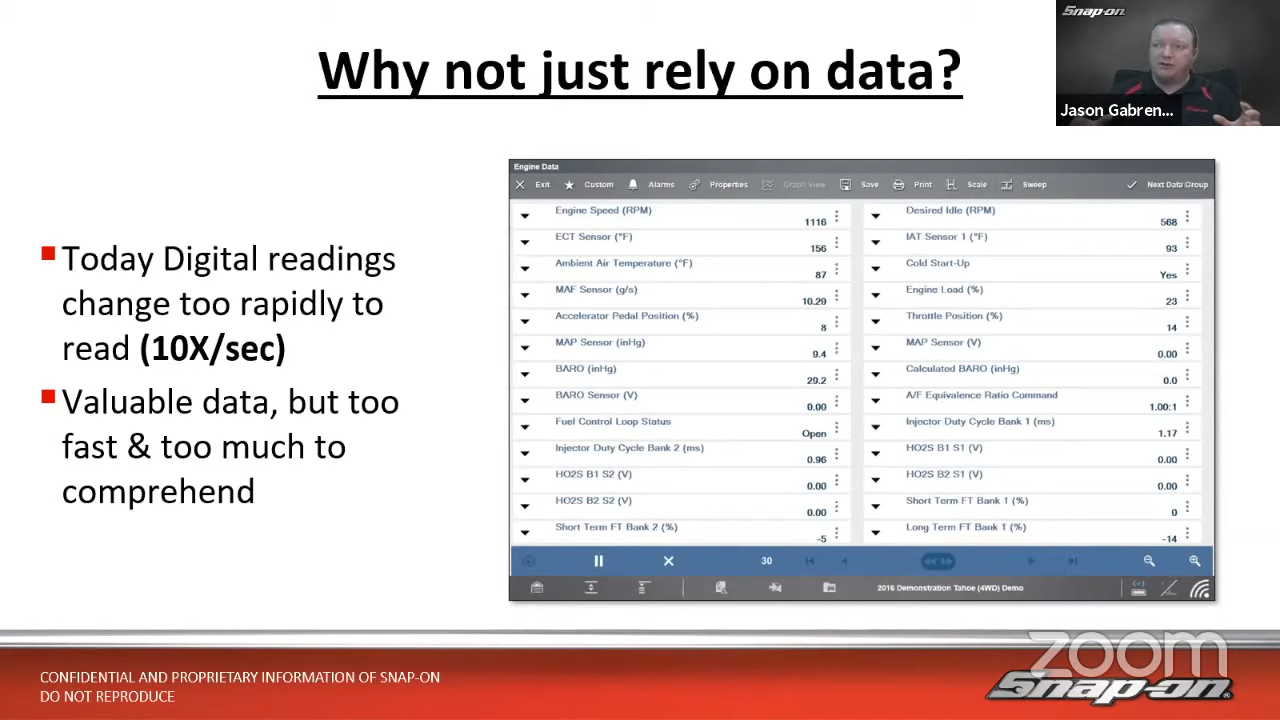 Why not just rely on data?
Snap-on
Jason Gabren...
Today Digital readings
change too rapidly to
read (10X/sec)
Valuable data, but too
fast & too much to
comprehend
Engine Data
Exit Custom Alarms Properties Graph View Save Print Scale Sweep Next Data Group
Engine Speed (RPM) 1116 Desired Idle (RPM) 568
ECT Sensor (°F) 156 IAT Sensor 1 (°F) 93
Ambient Air Temperature (°F) 87 Cold Start-Up Yes
MAF Sensor (g/s) 10.29 Engine Load (%) 23
Accelerator Pedal Position (%) 8 Throttle Position (%) 14
MAP Sensor (inHg) 9.4 MAP Sensor (V) 0.00
BARO (inHg) 29.2 Calculated BARO (inHg) 0.0
BARO Sensor (V) 0.00 A/F Equivalence Ratio Command 1.00:1
Fuel Control Loop Status Open Injector Duty Cycle Bank 1 (ms) 1.17
Injector Duty Cycle Bank 2 (ms) 0.96 HO2S B1 S1 (V) 0.00
HO2S B1 S2 (V) 0.00 HO2S B2 S1 (V) 0.00
HO2S B2 S2 (V) 0.00 Short Term FT Bank 1 (%) 0
Short Term FT Bank 2 (%) -5 Long Term FT Bank 1 (%) -14
30
2016 Demonstration Tahoe (4WD) Demo
CONFIDENTIAL AND PROPRIETARY INFORMATION OF SNAP-ON
DO NOT REPRODUCE
zoom
Snap-on